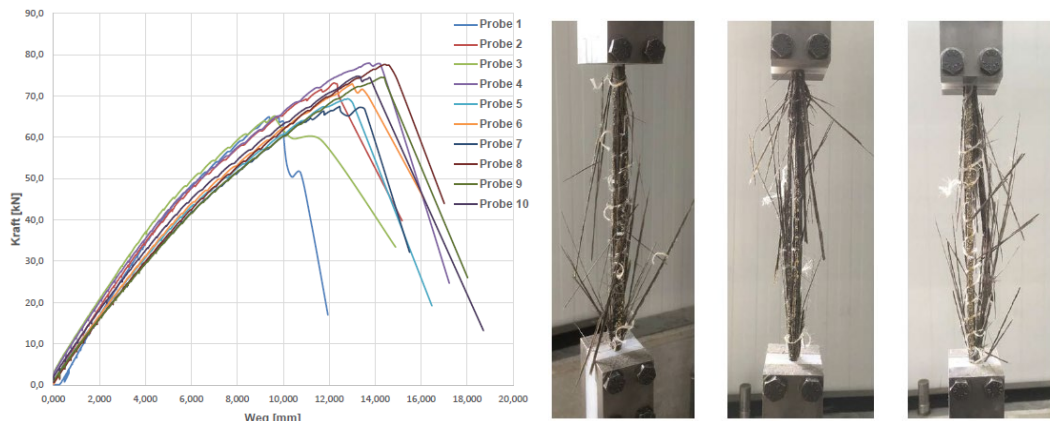 90,0
80,0
70,0
60,0
50,0
40,0
30,0
20,0
10,0
0,0
Kraft [kN]
0,000 2,000 4,000 6,000 8,000 10,000 12,000 14,000 16,000 18,000 20,000
Weg [mm]
Probe 1
Probe 2
Probe 3
Probe 4
Probe 5
Probe 6
Probe 7
Probe 8
Probe 9
Probe 10